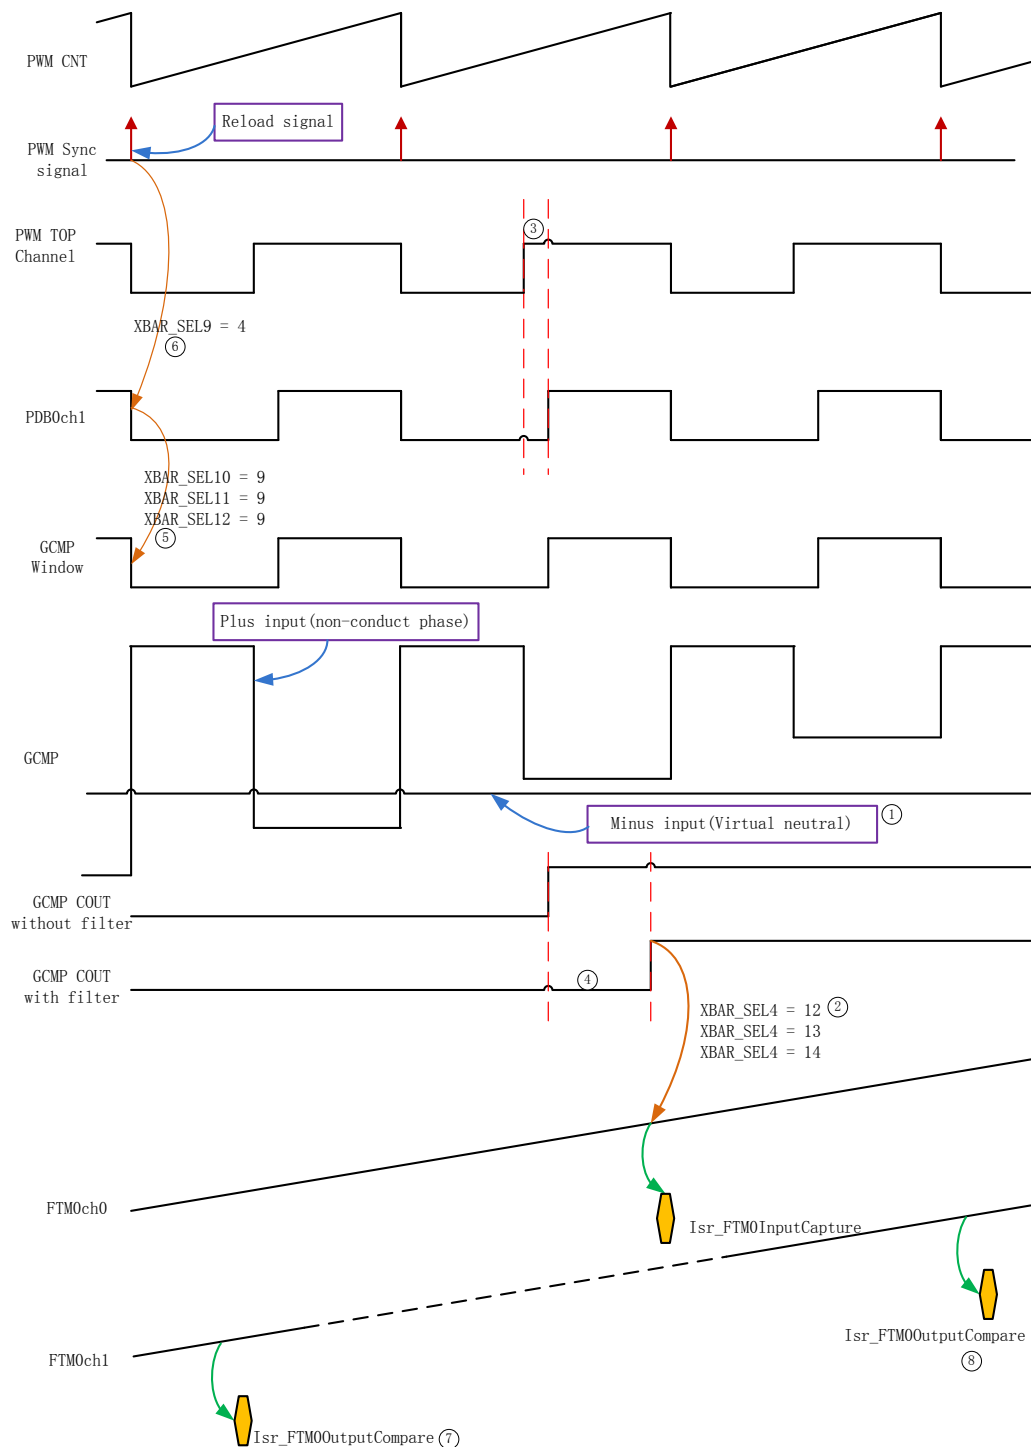 PWM CNT
Reload signal
PWM Sync
signal
PWM TOP
Channel
③
XBAR_SEL9 = 4
⑥
PDB0ch1
XBAR_SEL10 = 9
XBAR_SEL11 = 9
XBAR_SEL12 = 9
⑤
GCMP
Window
Plus input(non-conduct phase)
GCMP
Minus input(Virtual neutral)
①
GCMP COUT
without filter
GCMP COUT
with filter
④
XBAR_SEL4 = 12 ②
XBAR_SEL4 = 13
XBAR_SEL4 = 14
FTM0ch0
Isr_FTM0InputCapture
Isr_FTM0OutputCompare
⑧
FTM0ch1
Isr_FTM0OutputCompare ⑦